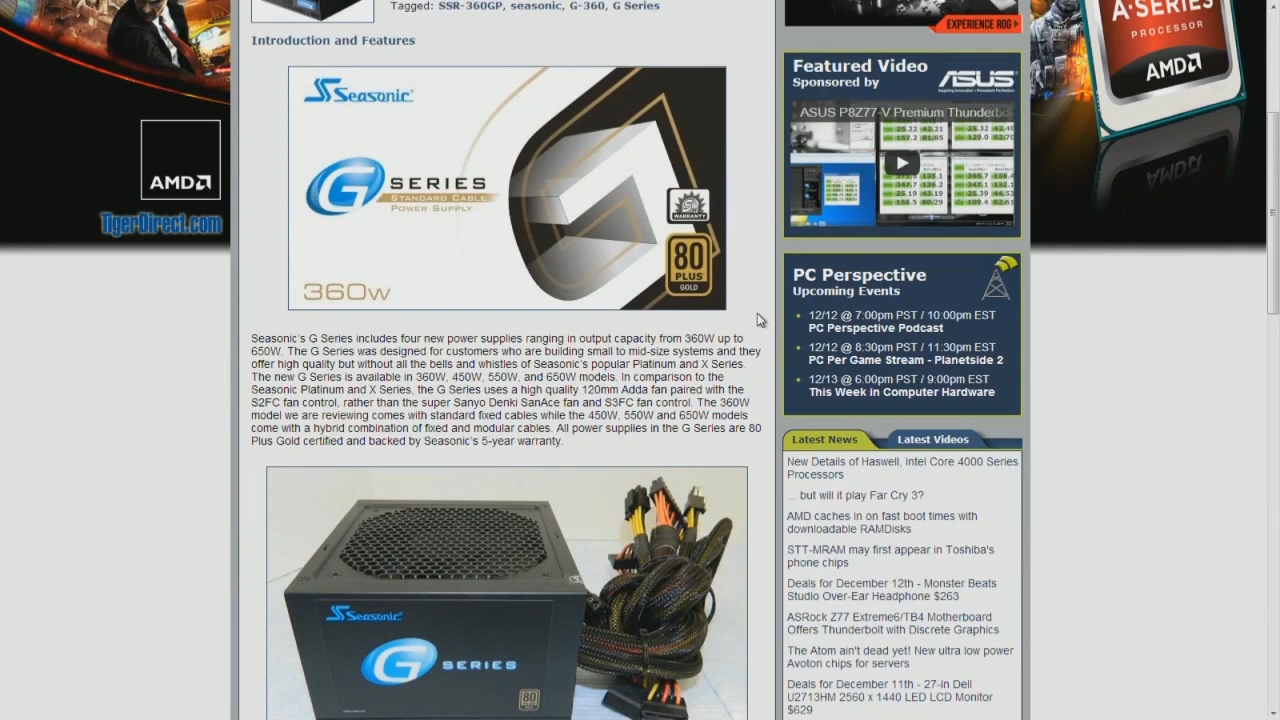 Tagged: SSR-360GP, seasonic, G-360, G Series
Introduction and Features
Seasonic
G SERIES
STANDARD CABLE
POWER SUPPLY
WARRANTY
80
PLUS
GOLD
360W
Seasonic's G Series includes four new power supplies ranging in output capacity from 360W up to
650W. The G Series was designed for customers who are building small to mid-size systems and they
offer high quality but without all the bells and whistles of Seasonic's popular Platinum and X Series.
The new G Series is available in 360W, 450W, 550W, and 650W models. In comparison to the
Seasonic Platinum and X Series, the G Series uses a high quality 120mm Adda fan paired with the
S2FC fan control, rather than the super Sanyo Denki SanAce fan and S3FC fan control. The 360W
model we are reviewing comes with standard fixed cables while the 450W, 550W and 650W models
come with a hybrid combination of fixed and modular cables. All power supplies in the G Series are 80
Plus Gold certified and backed by Seasonic's 5-year warranty.
Seasonic
G SERIES
80
AMD
TigerDirect.com
EXPERIENCE ROG
Featured Video
Sponsored by
ASUS
ASUS P8Z77-V Premium Thunderbo
PC Perspective
Upcoming Events
12/12 @ 7:00pm PST / 10:00pm EST
PC Perspective Podcast
12/12 @ 8:30pm PST / 11:30pm EST
PC Per Game Stream - Planetside 2
12/13 @ 6:00pm PST / 9:00pm EST
This Week in Computer Hardware
Latest News
Latest Videos
New Details of Haswell, Intel Core 4000 Series
Processors
... but will it play Far Cry 3?
AMD caches in on fast boot times with
downloadable RAMDisks
STT-MRAM may first appear in Toshiba's
phone chips
Deals for December 12th - Monster Beats
Studio Over-Ear Headphone $263
ASRock Z77 Extreme6/TB4 Motherboard
Offers Thunderbolt with Discrete Graphics
The Atom ain't dead yet! New ultra low power
Avoton chips for servers
Deals for December 11th - 27-in Dell
U2713HM 2560 x 1440 LED LCD Monitor
$629
A-SERIES
PROCESSOR
AMD